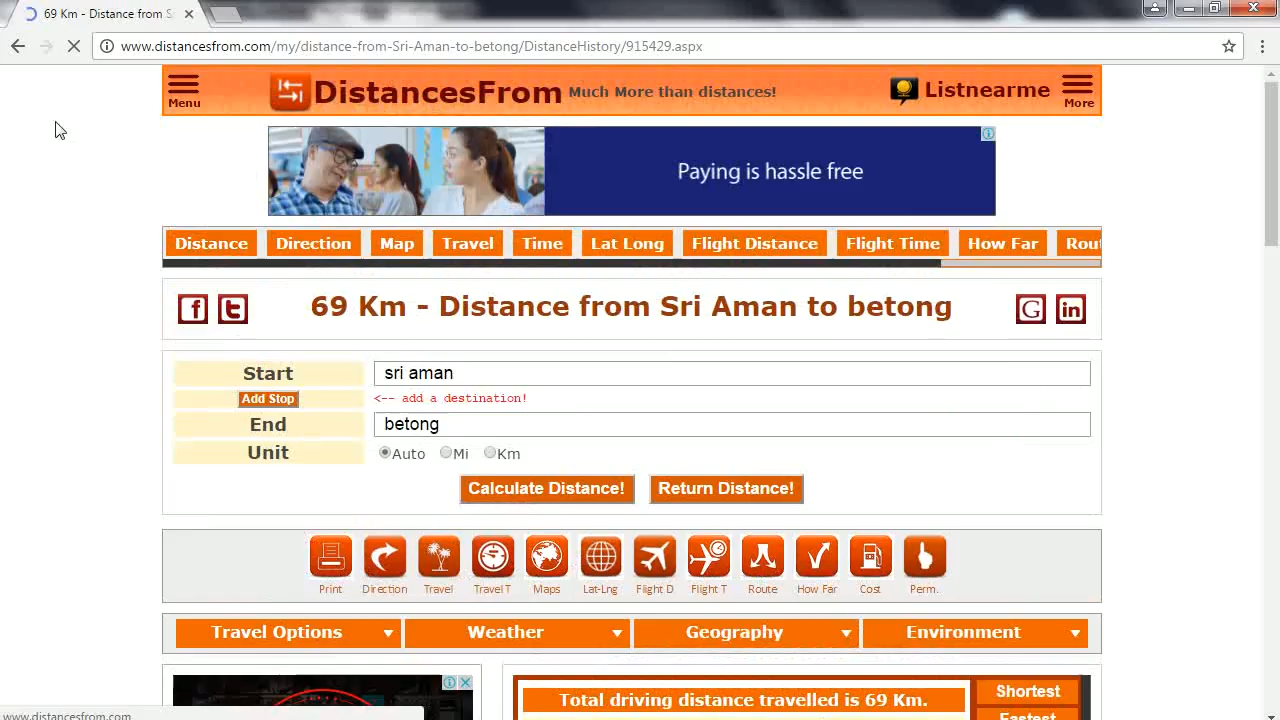 69 Km - Distance from S
www.distancesfrom.com/my/distance-from-Sri-Aman-to-betong/DistanceHistory/915429.aspx
Menu
DistancesFrom Much More than distances!
Listnearme
More
Paying is hassle free
Distance Direction Map Travel Time Lat Long Flight Distance Flight Time How Far Rou
f t 69 Km - Distance from Sri Aman to betong G in
Start sri aman
Add Stop <-- add a destination!
End betong
Unit Auto Mi Km
Calculate Distance! Return Distance!
Print Direction Travel Travel T Maps Lat-Lng Flight D Flight T Route How Far Cost Perm.
Travel Options Weather Geography Environment
Total driving distance travelled is 69 Km.
Shortest
Fastest
www.distancesfrom.com